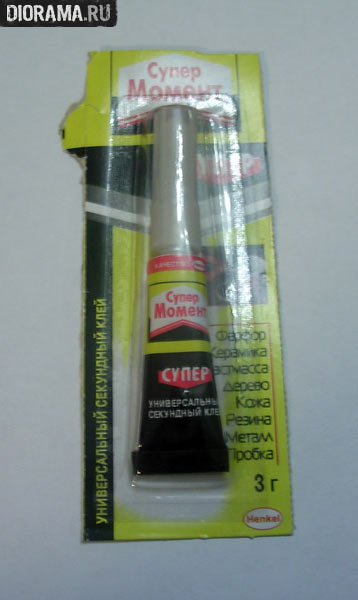 DIORAMA.RU
Супер
Момент
КАЧЕСТВО
Супер
Момент
СУПЕР
УНИВЕРСАЛЬНЫЙ
СЕКУНДНЫЙ КЛЕЙ
УНИВЕРСАЛЬНЫЙ СЕКУНДНЫЙ КЛЕЙ
Фарфор
Керамика
Дерево
Кожа
Резина
Металл
Пробка
3 г
Henkel